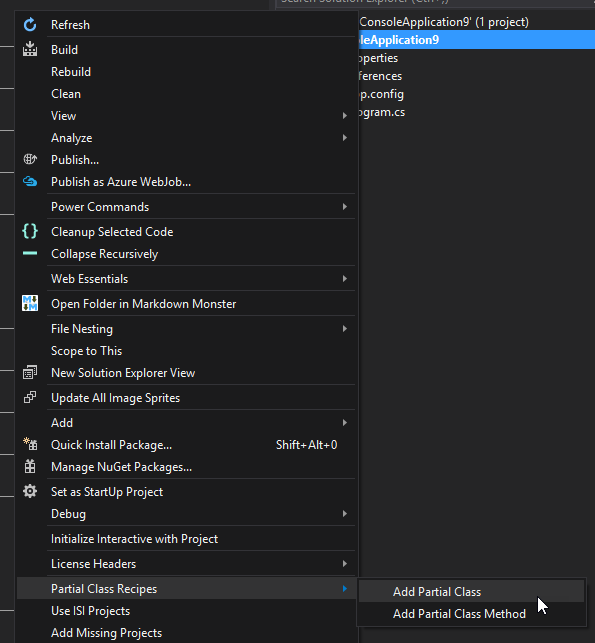 Search Solution Explorer (Ctrl+;)
Refresh
ConsoleApplication9' (1 project)
Build
oleApplication9
Rebuild
operties
Clean
ferences
View
p.config
Analyze
ogram.cs
Publish...
Publish as Azure WebJob...
Power Commands
Cleanup Selected Code
Collapse Recursively
Web Essentials
Open Folder in Markdown Monster
File Nesting
Scope to This
New Solution Explorer View
Update All Image Sprites
Add
Quick Install Package... Shift+Alt+0
Manage NuGet Packages...
Set as StartUp Project
Debug
Initialize Interactive with Project
License Headers
Partial Class Recipes
Add Partial Class
Use ISI Projects
Add Partial Class Method
Add Missing Projects